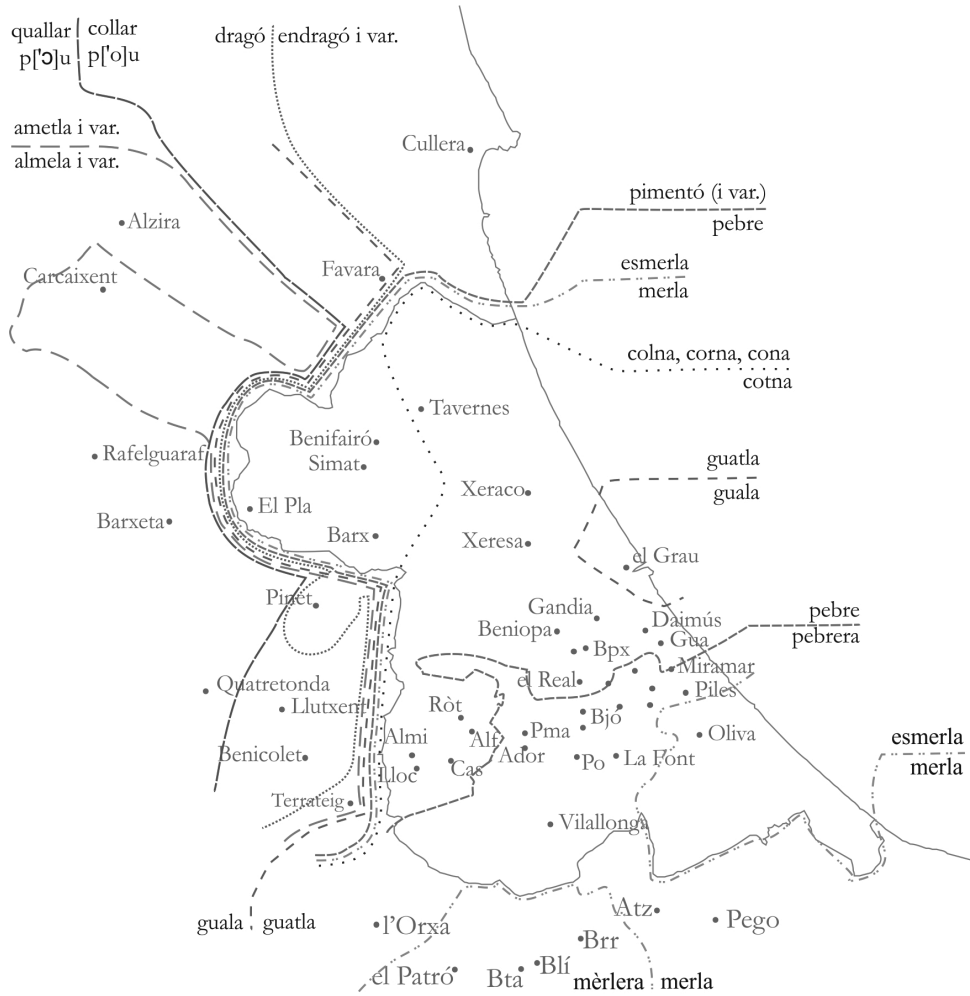 quallar collar
p['ɔ]u p['o]u
dragó endragó i var.
ametla i var.
almela i var.
Cullera
pimentó (i var.)
pebre
Alzira
esmerla
merla
Favara
Carcaixent
colna, corna, cona
cotna
Tavernes
Benifairó
Simat
Rafelguaraf
guatla
guala
Xeraco
El Pla
Barxeta
Barx
Xeresa
el Grau
Pinet
Gandia
Daimús
pebre
pebrera
Beniopa
Gua
Bpx
Miramar
el Real
Piles
Quatretonda
Llutxent
Ròt
Bjó
Almi
Alf
Pma
Oliva
esmerla
merla
Benicolet
Ador
Lloc
Cas
Po
La Font
Terrateig
Vilallonga
guala guatla
l'Orxa
Atz
Pego
Brr
el Patró
Bta
Blí
mèrlera merla